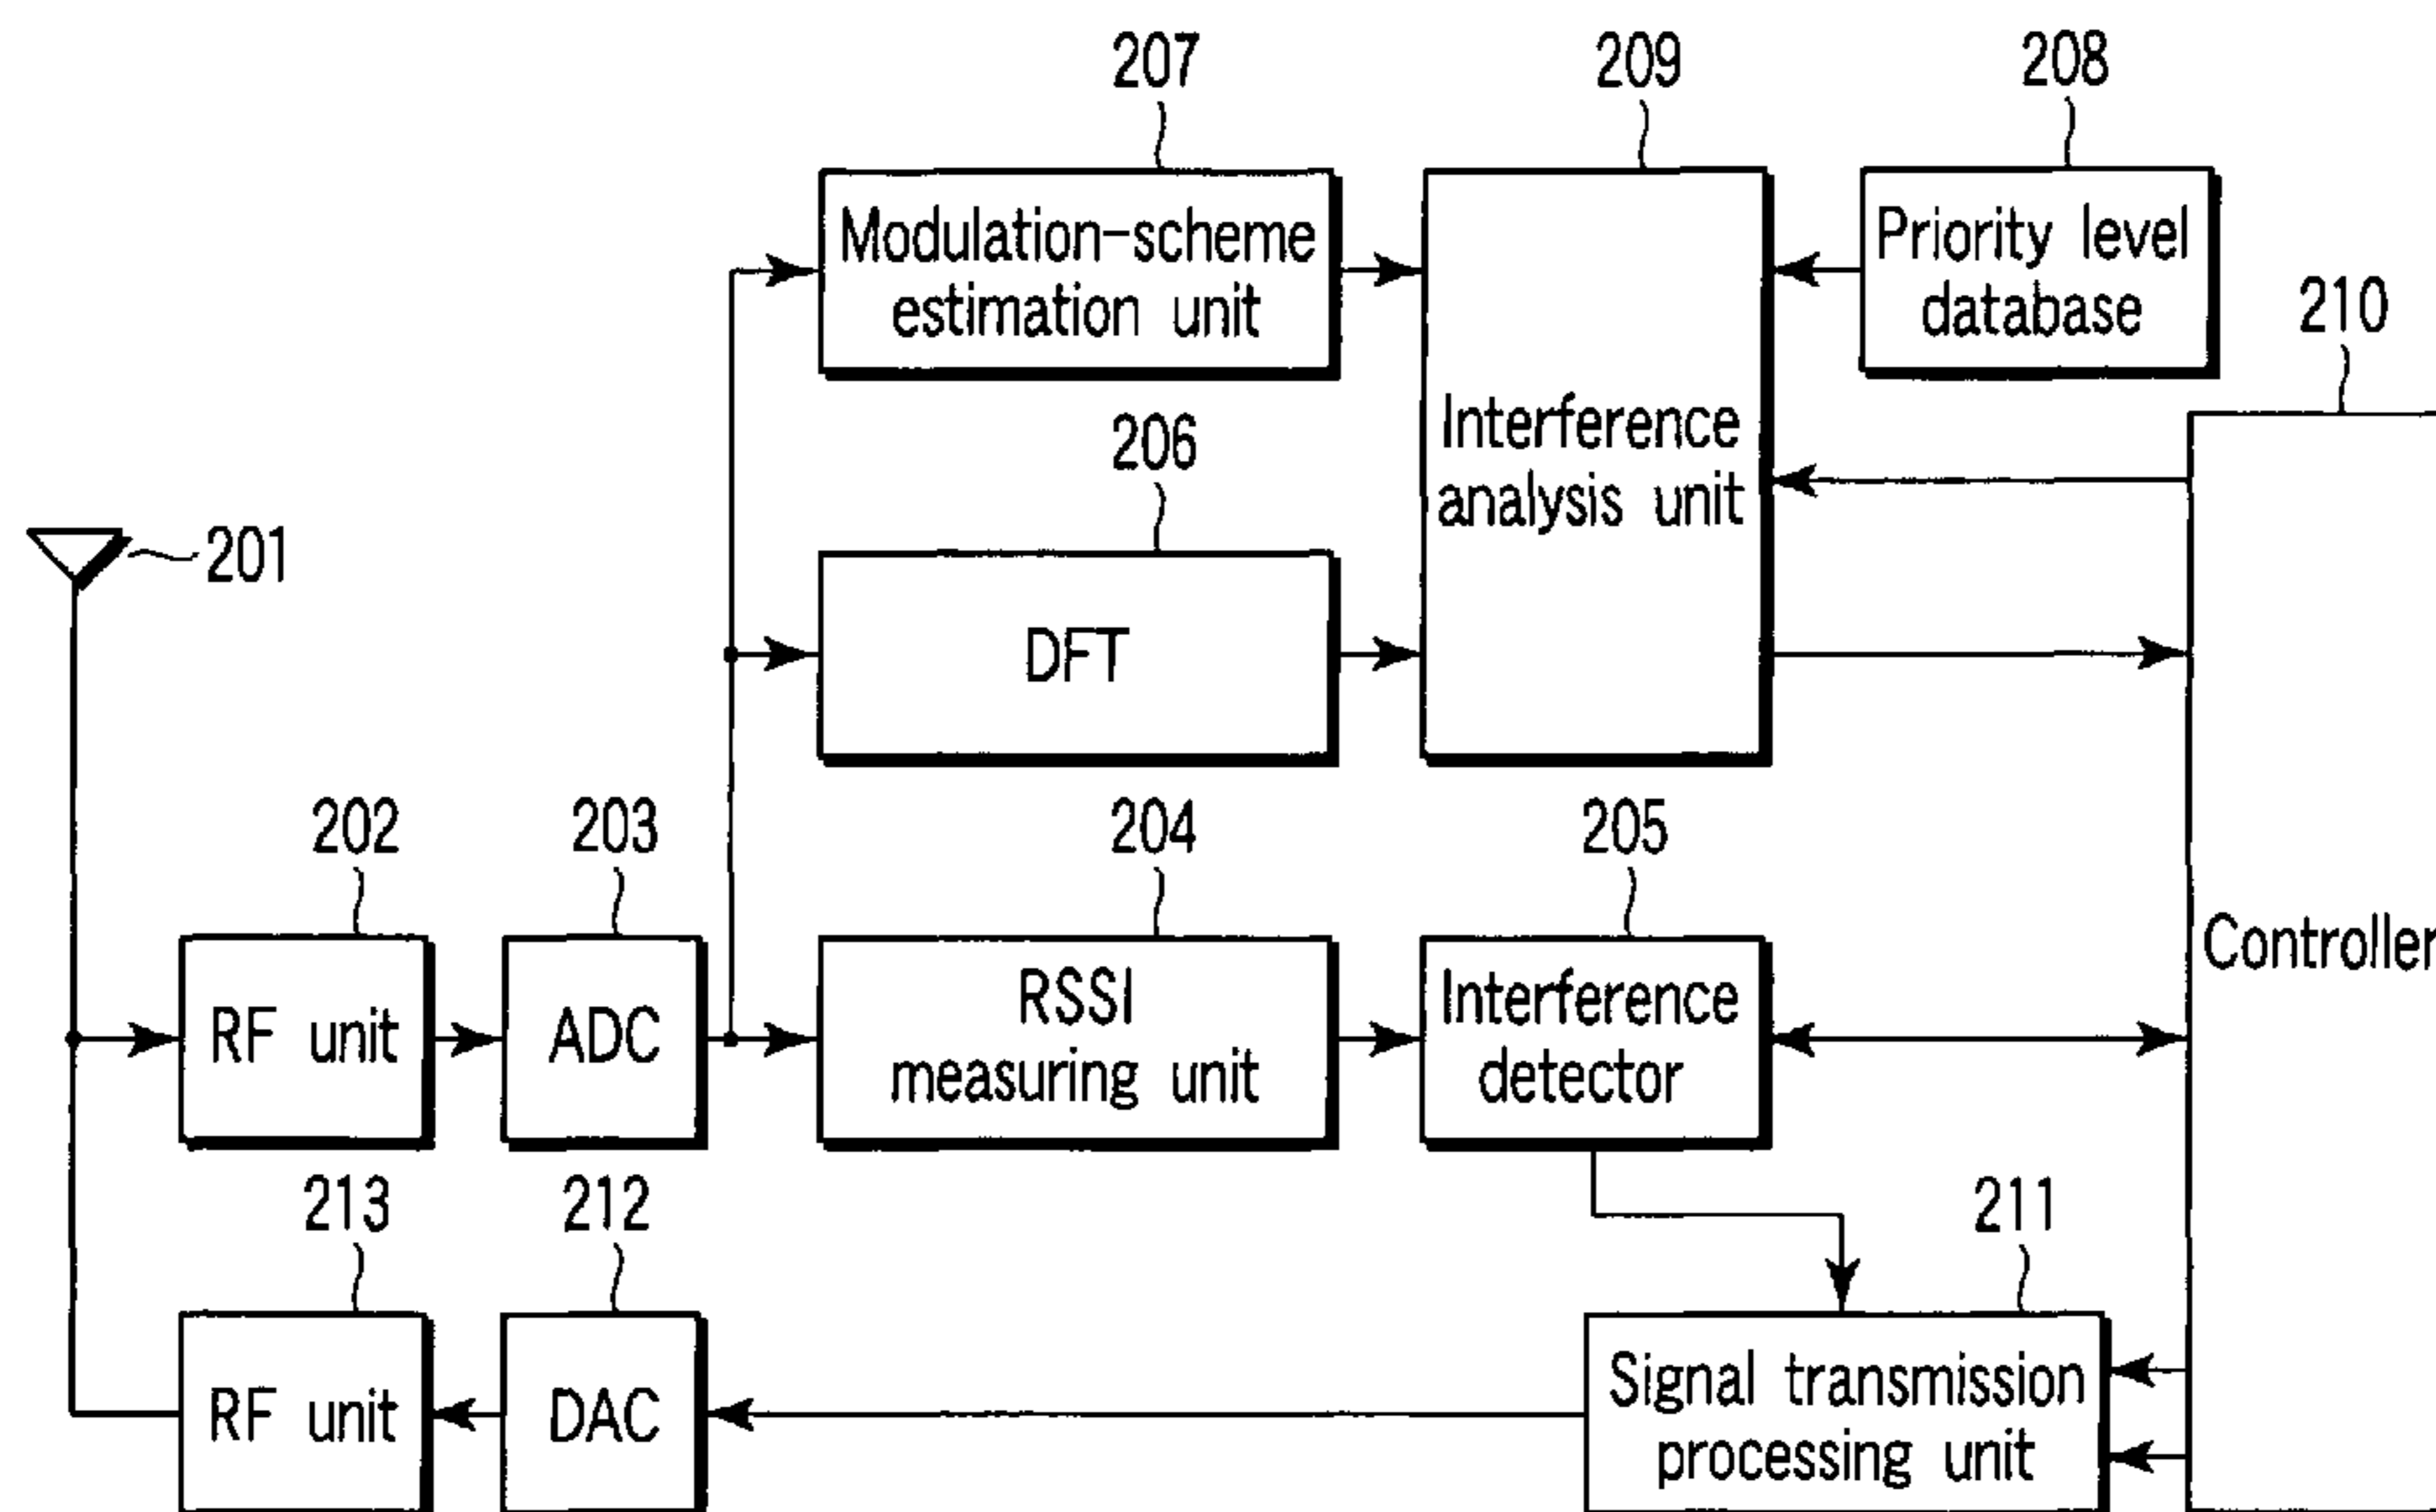 207
209
208
Modulation-scheme
estimation unit
Priority level
database
210
Interference
analysis unit
206
201
DFT
202
203
204
205
RF unit
ADC
RSSI
measuring unit
Interference
detector
Controller
213
212
211
RF unit
DAC
Signal transmission
processing unit